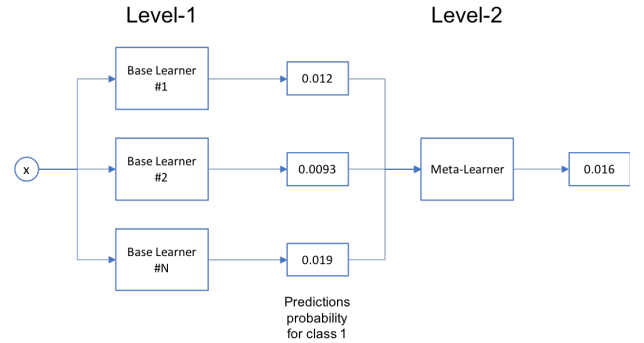 Level-1
Level-2
Base Learner
#1
0.012
x
Base Learner
#2
0.0093
Meta-Learner
0.016
Base Learner
#N
0.019
Predictions
probability
for class 1